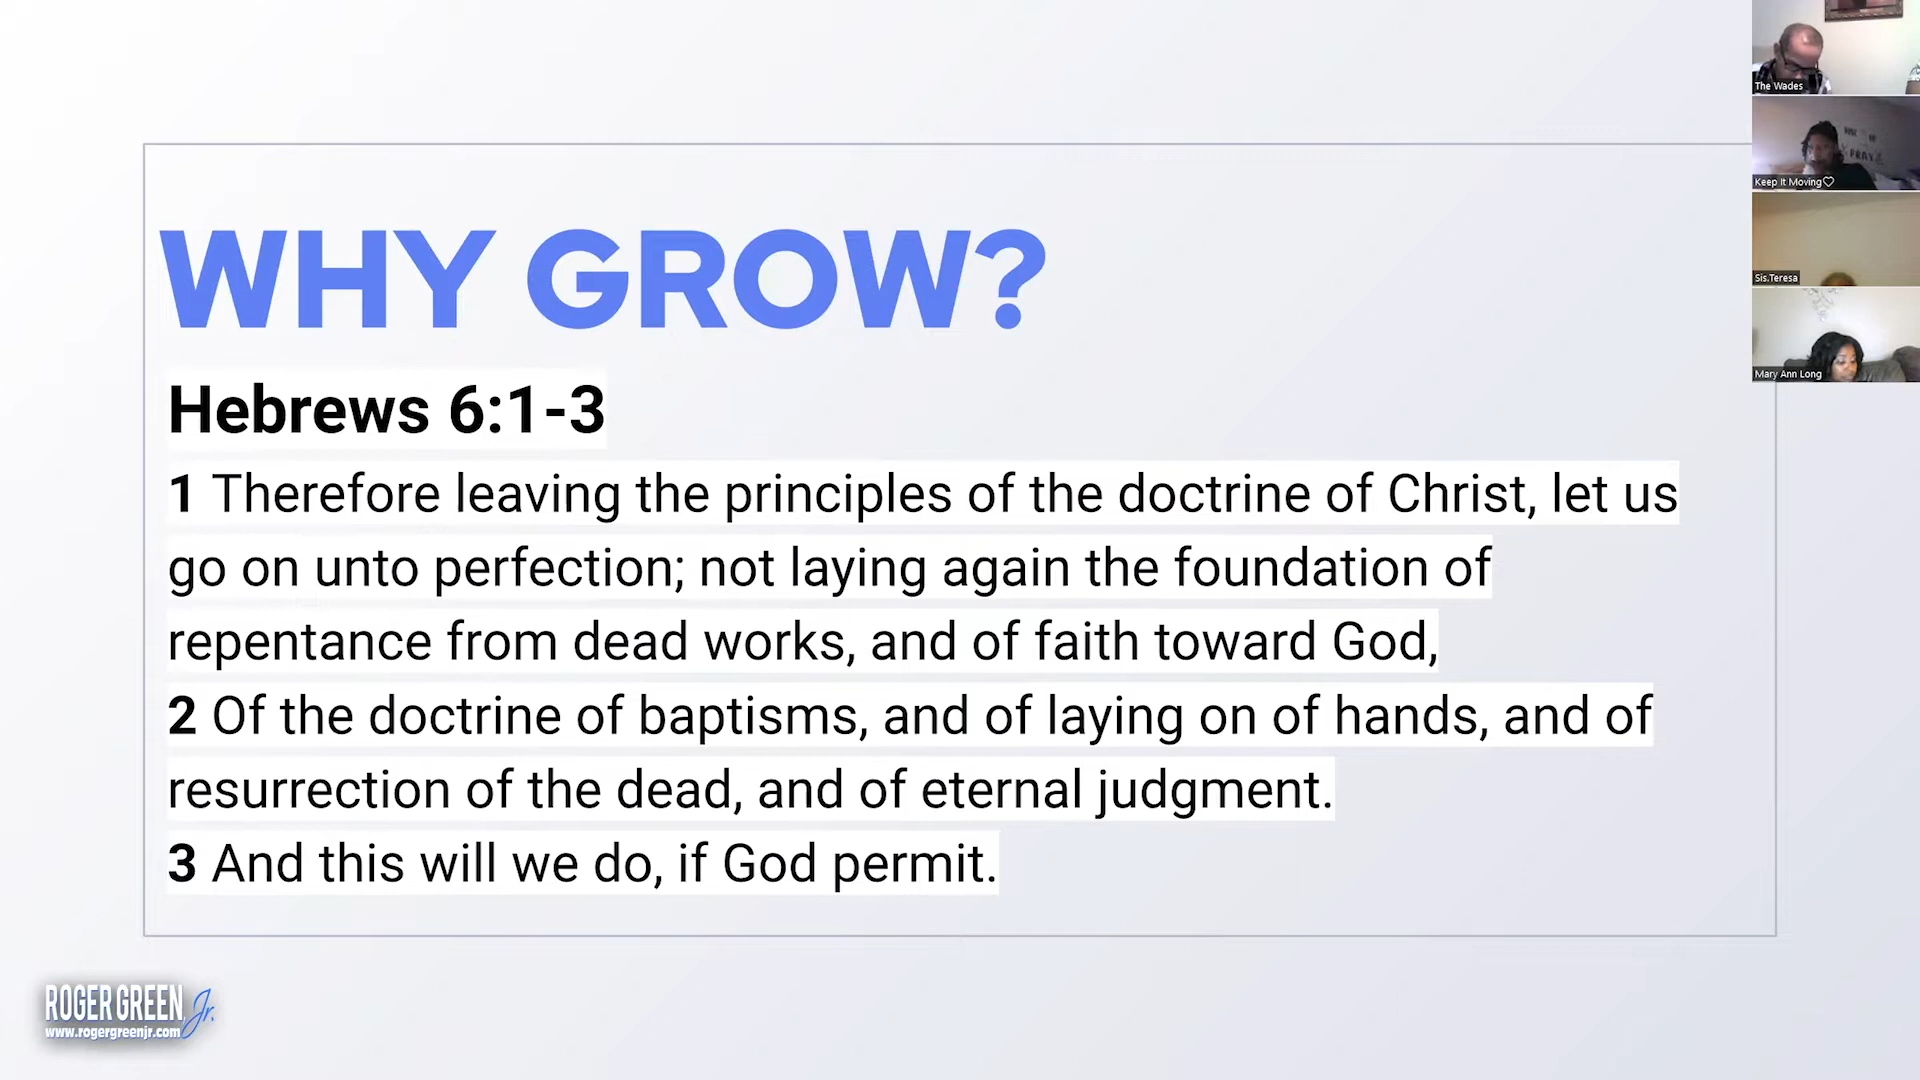 WHY GROW?
Hebrews 6:1-3
1 Therefore leaving the principles of the doctrine of Christ, let us
go on unto perfection; not laying again the foundation of
repentance from dead works, and of faith toward God,
2 Of the doctrine of baptisms, and of laying on of hands, and of
resurrection of the dead, and of eternal judgment.
3 And this will we do, if God permit.
The Wades
PRAY
Keep It Moving♡
Sis.Teresa
Mary Ann Long
ROGER GREEN Jr.
www.rogergreenjr.com